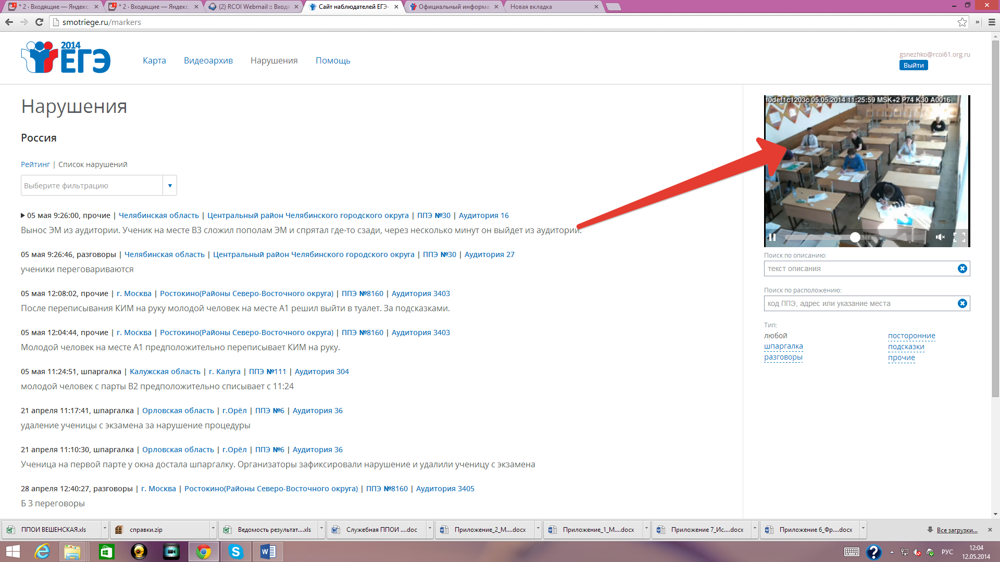 * 2 · Входящие — Яндекс.
* 2 · Входящие — Яндекс.
(2) RCOI Webmail :: Входя
Сайт наблюдателей ЕГЭ-
Официальный информа
Новая вкладка
smotriege.ru/markers
2014
ЕГЭ
Карта
Видеоархив
Нарушения
Помощь
gsnezhko@rcoi61.org.ru
Выйти
Нарушения
Россия
Рейтинг | Список нарушений
Выберите фильтрацию
05 мая 9:26:00, прочие | Челябинская область | Центральный район Челябинского городского округа | ППЭ №30 | Аудитория 16
Вынос ЭМ из аудитории. Ученик на месте В3 сложил пополам ЭМ и спрятал где-то сзади, через несколько минут он выйдет из аудитории.
05 мая 9:26:46, разговоры | Челябинская область | Центральный район Челябинского городского округа | ППЭ №30 | Аудитория 27
ученики переговариваются
05 мая 12:08:02, прочие | г. Москва | Ростокино(Районы Северо-Восточного округа) | ППЭ №8160 | Аудитория 3403
После переписывания КИМ на руку молодой человек на месте А1 решил выйти в туалет. За подсказками.
05 мая 12:04:44, прочие | г. Москва | Ростокино(Районы Северо-Восточного округа) | ППЭ №8160 | Аудитория 3403
Молодой человек на месте А1 предположительно переписывает КИМ на руку.
05 мая 11:24:51, шпаргалка | Калужская область | г. Калуга | ППЭ №111 | Аудитория 304
молодой человек с парты В2 предположительно списывает с 11:24
21 апреля 11:17:41, шпаргалка | Орловская область | г.Орёл | ППЭ №6 | Аудитория 36
удаление ученицы с экзамена за нарушение процедуры
21 апреля 11:10:30, шпаргалка | Орловская область | г.Орёл | ППЭ №6 | Аудитория 36
Ученица на первой парте у окна достала шпаргалку. Организаторы зафиксировали нарушение и удалили ученицу с экзамена
28 апреля 12:40:27, разговоры | г. Москва | Ростокино(Районы Северо-Восточного округа) | ППЭ №8160 | Аудитория 3405
Б 3 переговоры
f0def1c1203c 05.05.2014 11:25:59 MSK+2 P74 K30 A0016
Поиск по описанию:
текст описания
Поиск по расположению:
код ППЭ, адрес или указание места
Тип:
любой
шпаргалка
разговоры
посторонние
подсказки
прочие
ППОИ ВЕШЕНСКАЯ.xls
справки.zip
Ведомость результат....xls
Служебная ППОИ ....doc
Приложение_2_М....docx
Приложение_1_М....docx
Приложение 7_Ис....docx
Приложение 6_Фр....docx
Все загрузки...
РУС
12:04
12.05.2014